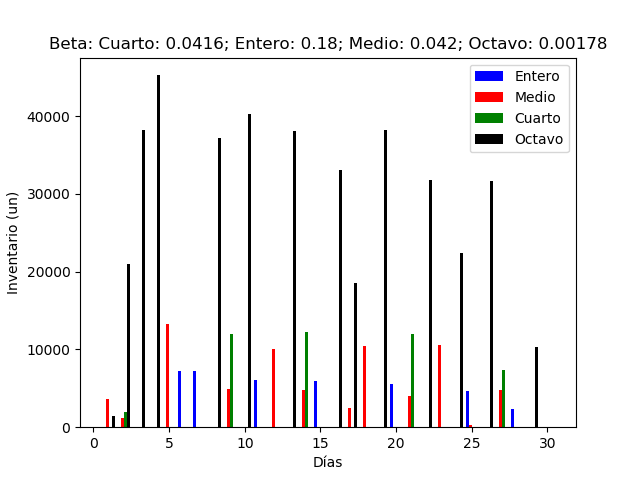 Beta: Cuarto: 0.0416; Entero: 0.18; Medio: 0.042; Octavo: 0.00178
Entero
Medio
Cuarto
Octavo
Inventario (un)
40000
30000
20000
10000
0
0
5
10
15
20
25
30
Días